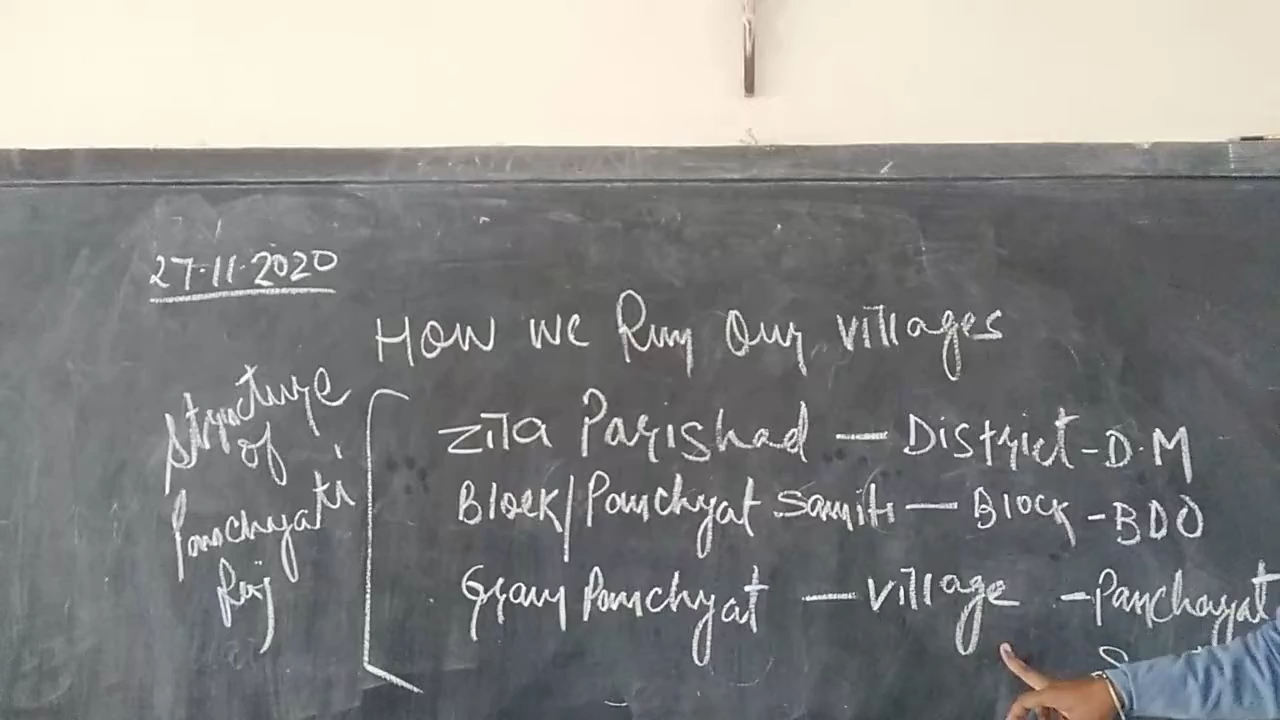 27.11.2020
How we Run Our villages
Structure
of
Panchyati
Raj
Zila Parishad — District - D.M
Block/Panchyat Samiti — Block - BDO
Gram Panchyat — village - Panchayat